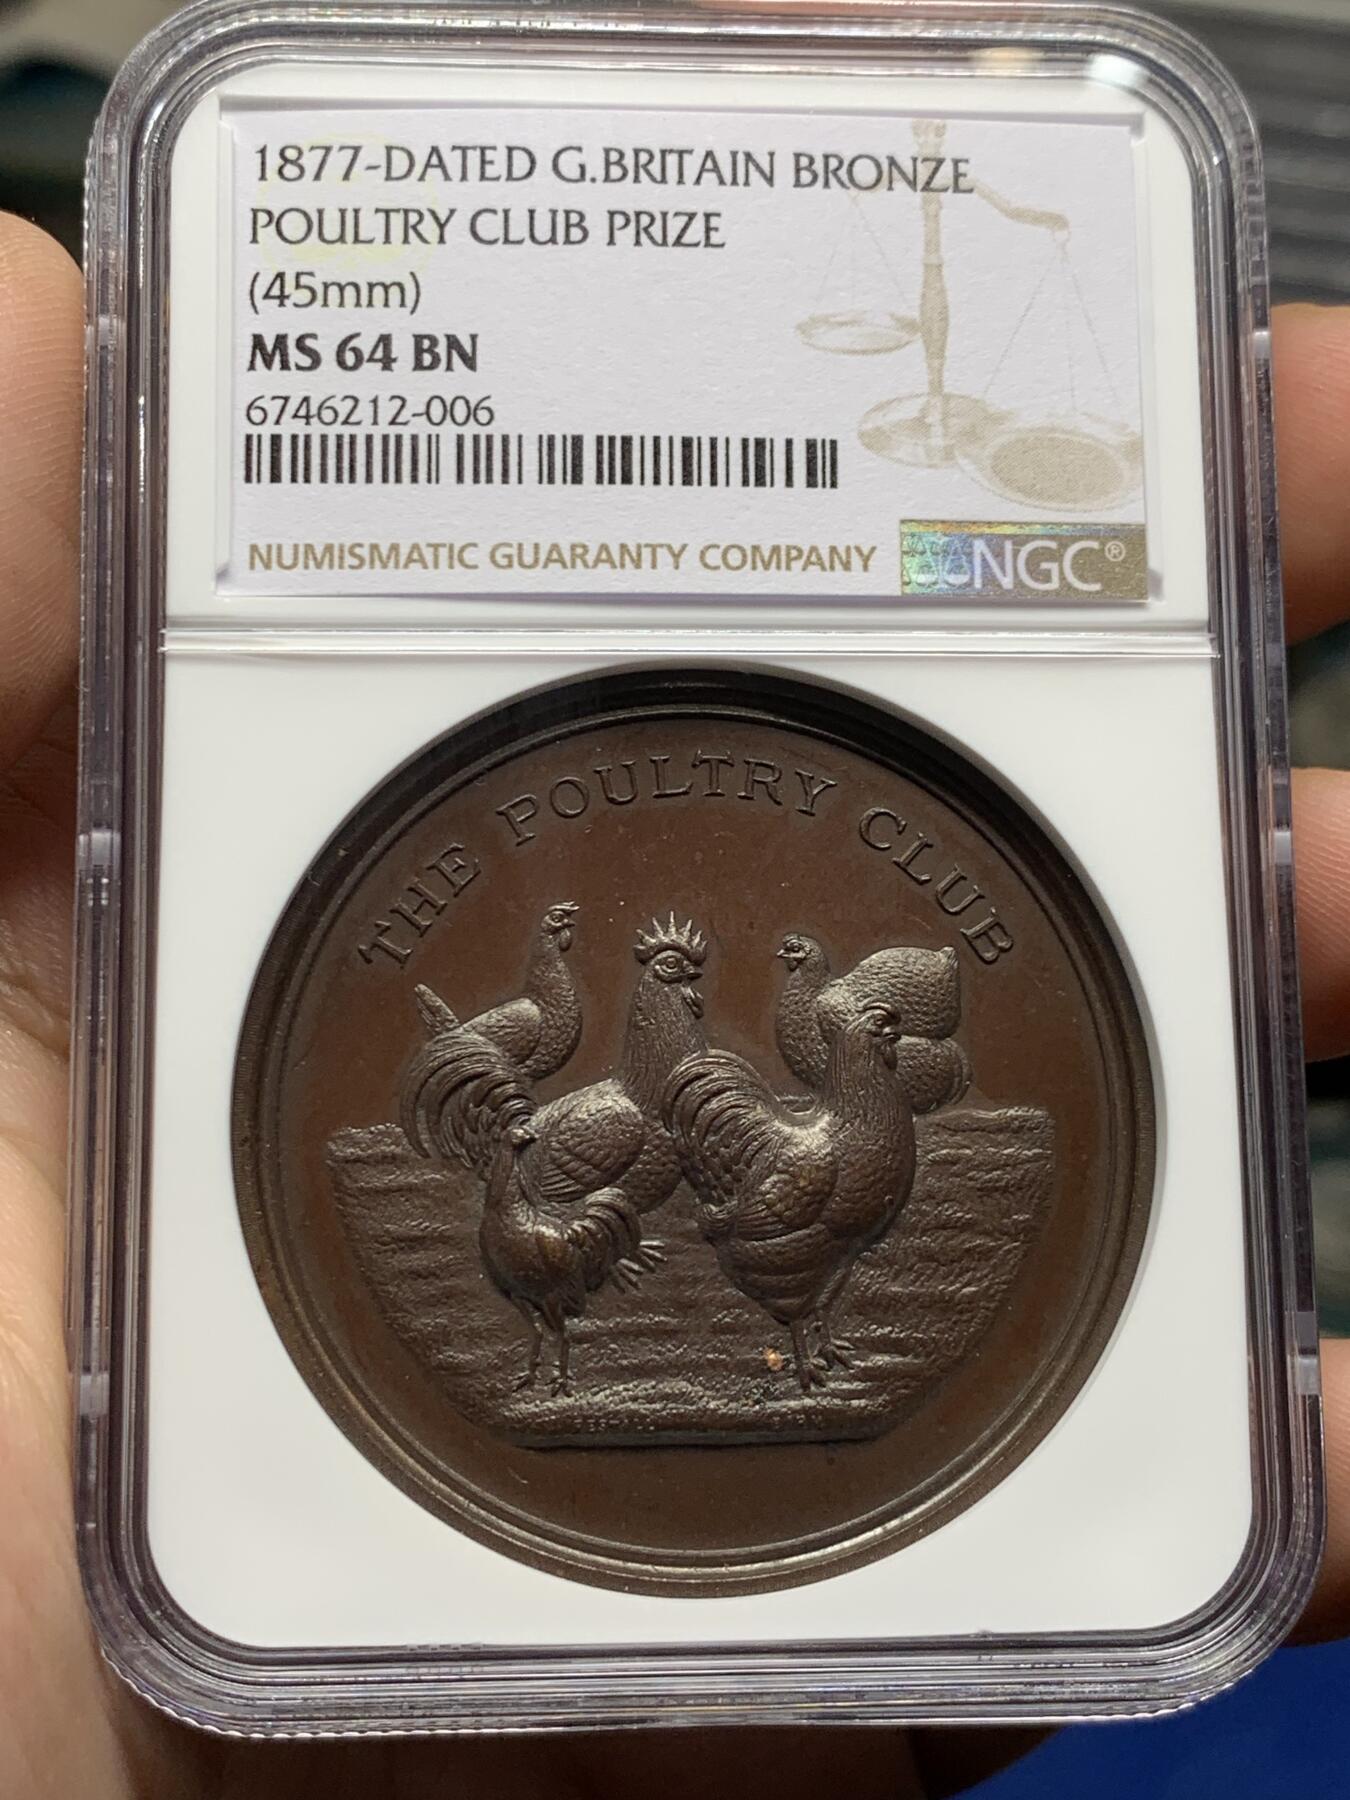 1877-DATED G.BRITAIN BRONZE
POULTRY CLUB PRIZE
(45mm)
MS 64 BN
6746212-006
NUMISMATIC GUARANTY COMPANY
NGC®
THE POULTRY CLUB